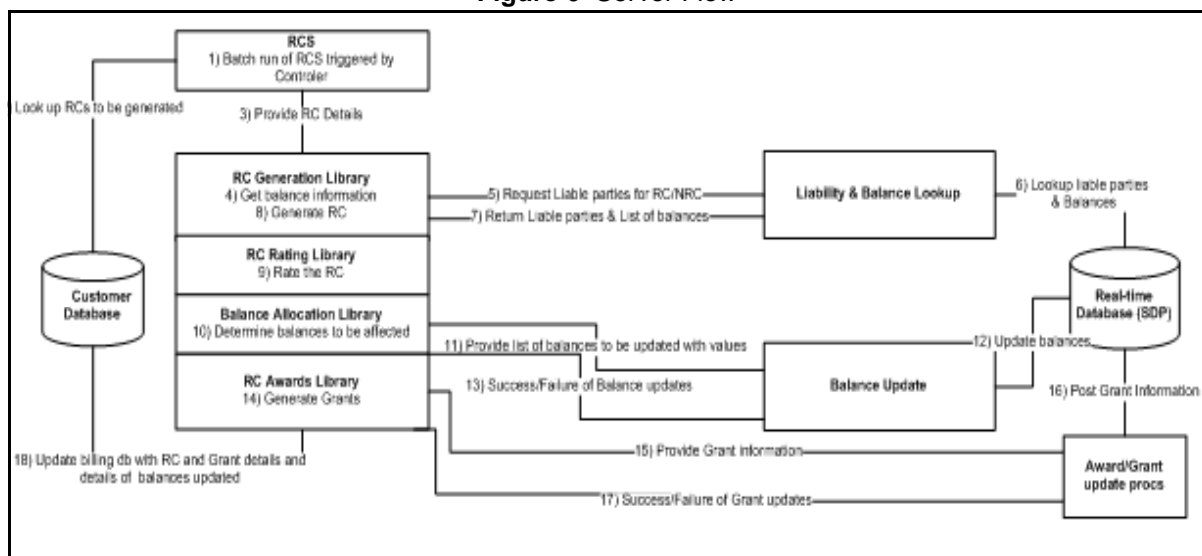 RCS
1) Batch run of RCS triggered by
Controler
) Look up RCs to be generated
3) Provide RC Details
RC Generation Library
4) Get balance information
8) Generate RC
5) Request Liable parties for RC/NRC
7) Return Liable parties & List of balances
Liability & Balance Lookup
6) Lookup liable parties
& Balances
RC Rating Library
9) Rate the RC
Customer
Database
Balance Allocation Library
10) Determine balances to be affected
Real-time
Database (SDP)
11) Provide list of balances to be updated with values
12) Update balances
RC Awards Library
14) Generate Grants
13) Success/Failure of Balance updates
Balance Update
16) Post Grant Information
18) Update billing db with RC and Grant details and
details of balances updated
15) Provide Grant information
Award/Grant
update procs
17) Success/Failure of Grant updates